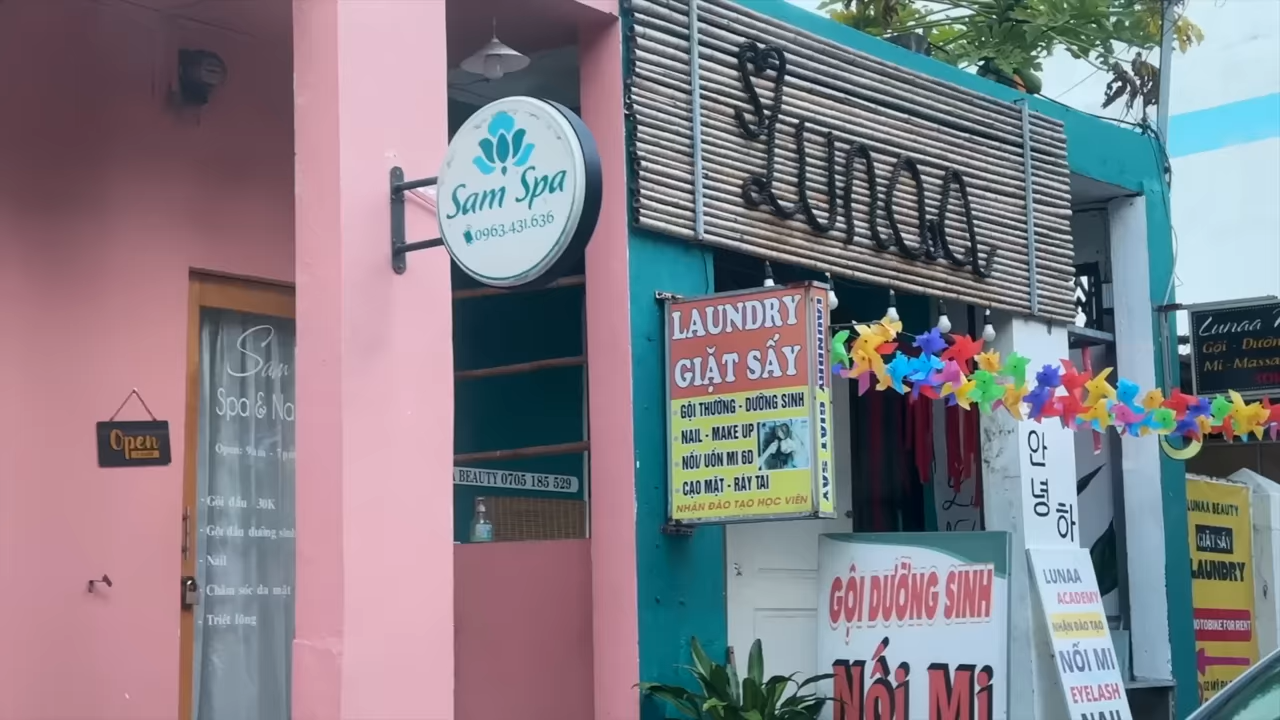 Sam Spa
0963.431.636
Lunaa
LAUNDRY
GIẶT SẤY
GỘI THƯỜNG - DƯỠNG SINH
NAIL - MAKE UP
NỐI/ UỐN MI 6D
CẠO MẶT - RÁY TAI
NHẬN ĐÀO TẠO HỌC VIÊN
LAUNDRY GIẶT SẤY
Open
Sam
Spa & Na
Open: 9am - 7pm
- Gội đầu 30K
- Gội đầu dưỡng sinh
- Nail
- Chăm sóc da mặt
- Triệt lông
BEAUTY 0705 185 529
GỘI DƯỠNG SINH
NỐI MI
안녕하
LUNAA
ACADEMY
NHẬN ĐÀO TẠO
NỐI MI
EYELASH
NAIL
Lunaa
Gội - Dưỡn
Mi - Massa
LUNAA BEAUTY
GIẶT SẤY
LAUNDRY
MOTOBIKE FOR RENT